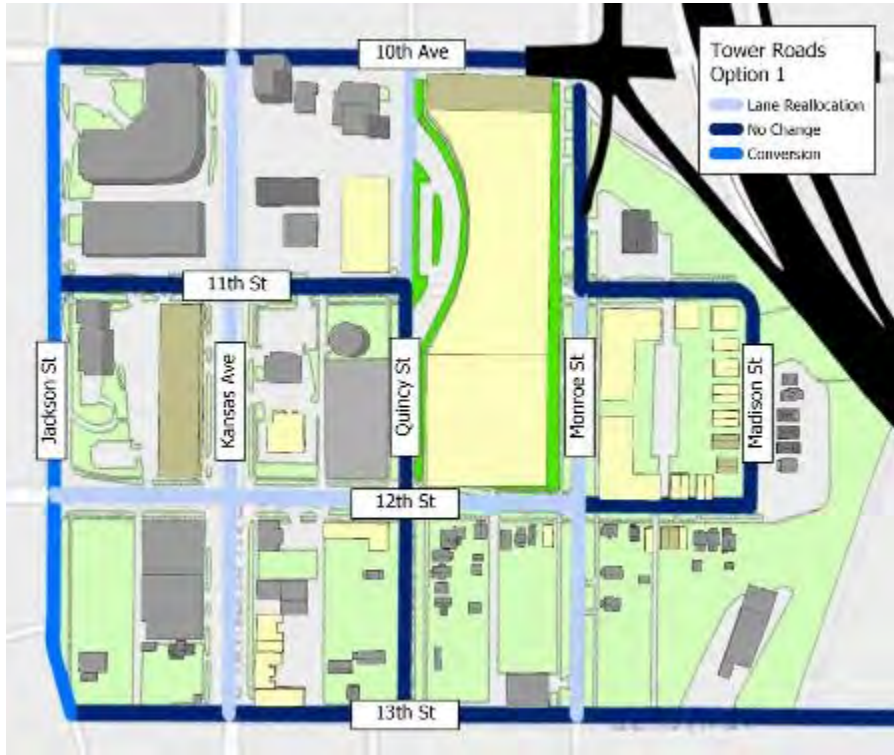 10th Ave
Tower Roads
Option 1
Lane Reallocation
No Change
Conversion
11th St
Jackson St
Kansas Ave
Quincy St
Monroe St
Madison St
12th St
13th St